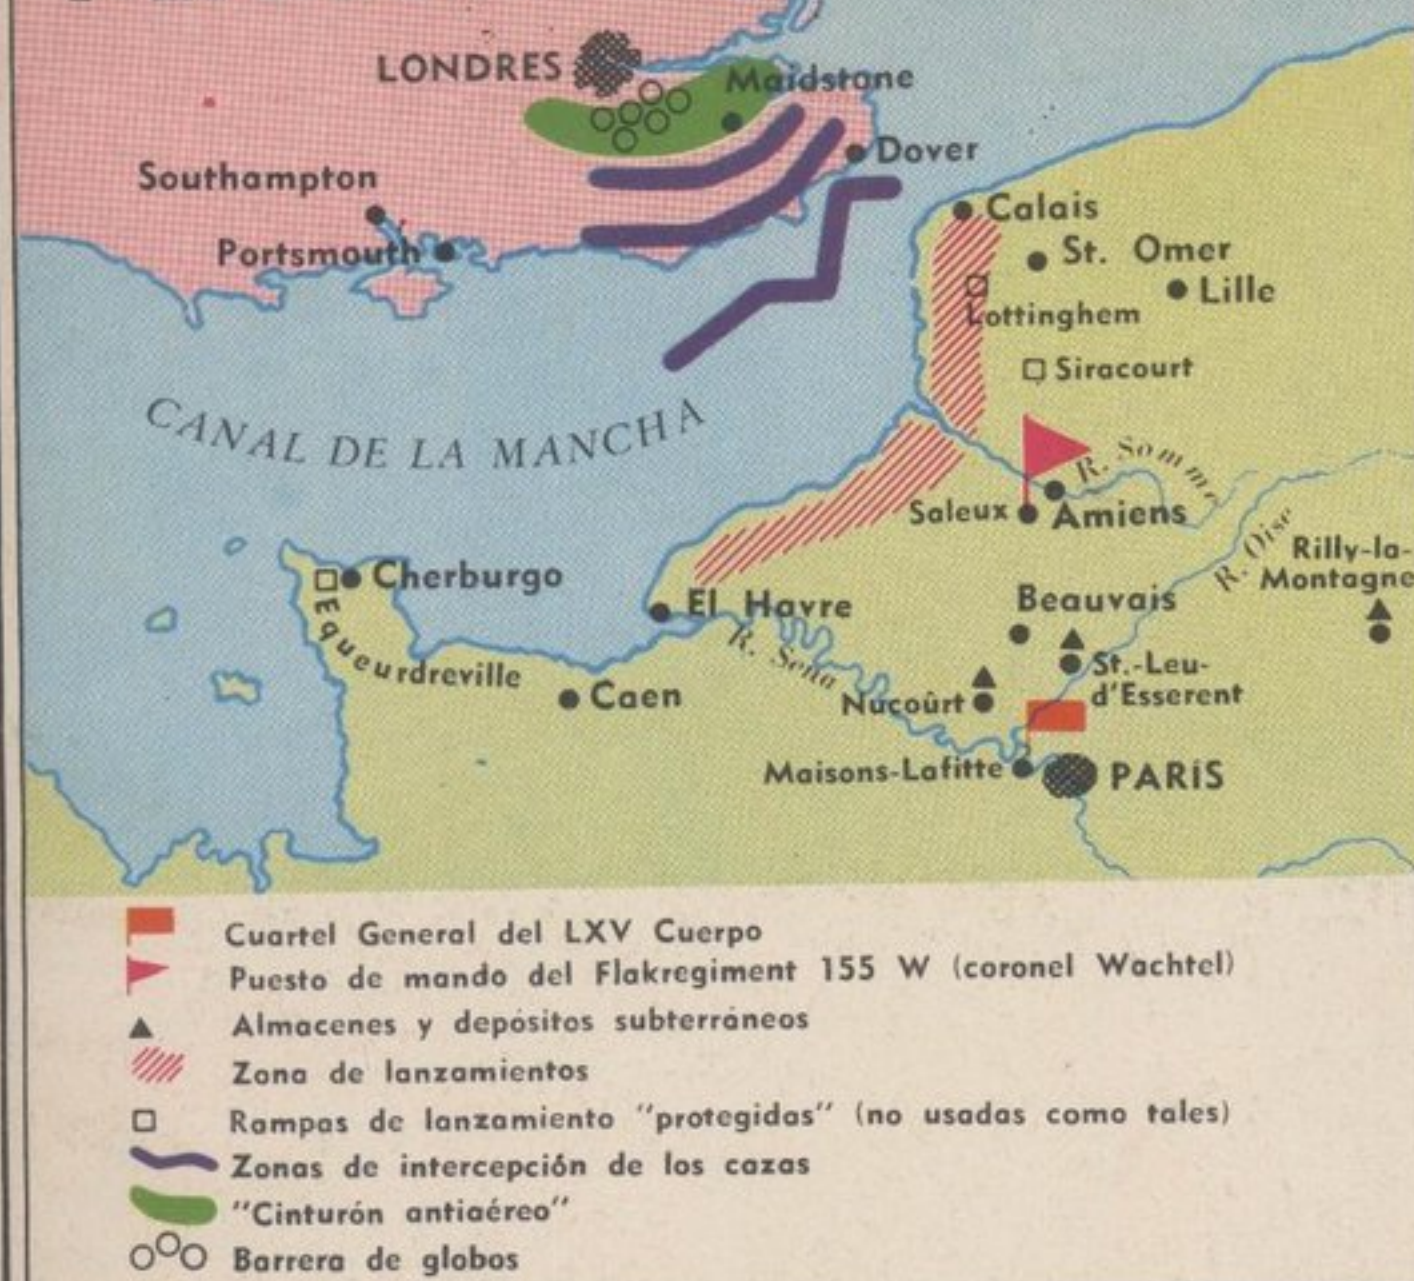 LONDRES
Maidstone
Dover
Southampton
Portsmouth
Calais
St. Omer
Lille
Lottinghem
Siracourt
CANAL DE LA MANCHA
R. Somme
Saleux
Amiens
R. Oise
Rilly-la-
Montagne
Cherburgo
Equeurdreville
El Havre
R. Sena
Beauvais
St.-Leu-
d'Esserent
Caen
Nucoûrt
Maisons-Lafitte
PARÍS
Cuartel General del LXV Cuerpo
Puesto de mando del Flakregiment 155 W (coronel Wachtel)
Almacenes y depósitos subterráneos
Zona de lanzamientos
Rampas de lanzamiento "protegidas" (no usadas como tales)
Zonas de intercepción de los cazas
"Cinturón antiaéreo"
Barrera de globos